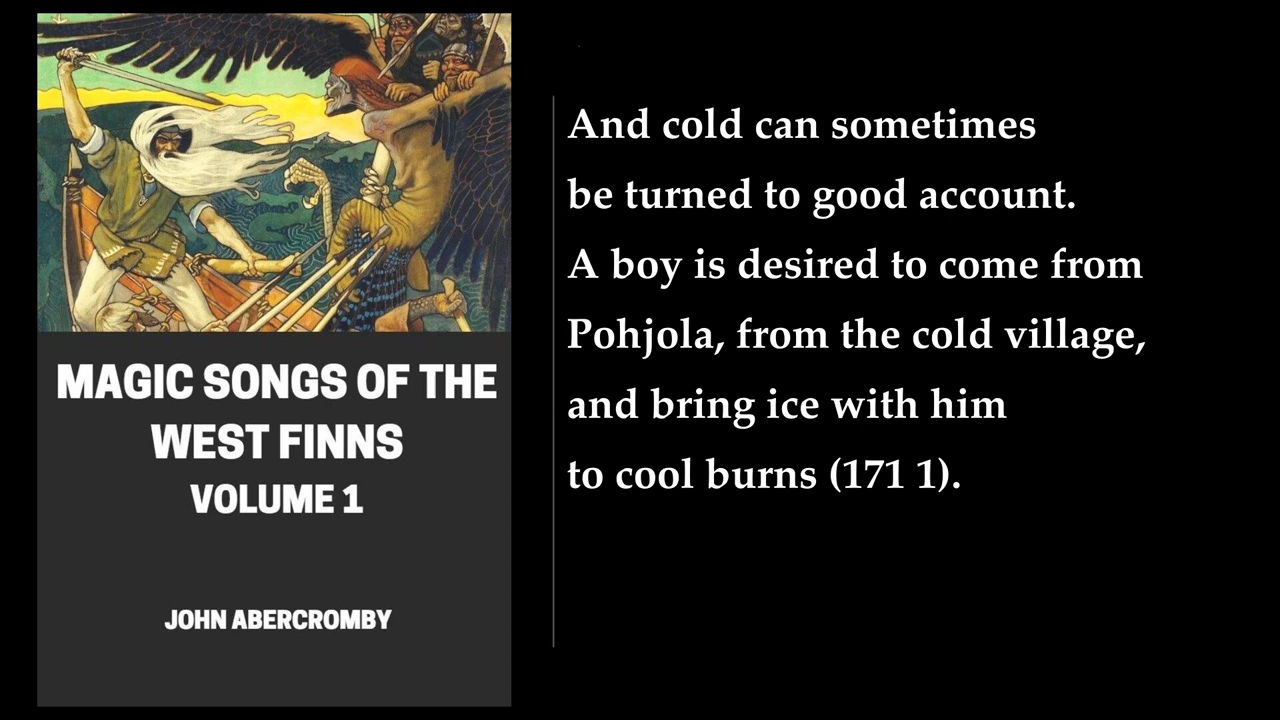 MAGIC SONGS OF THE
WEST FINNS
VOLUME 1
JOHN ABERCROMBY
And cold can sometimes
be turned to good account.
A boy is desired to come from
Pohjola, from the cold village,
and bring ice with him
to cool burns (171 1).